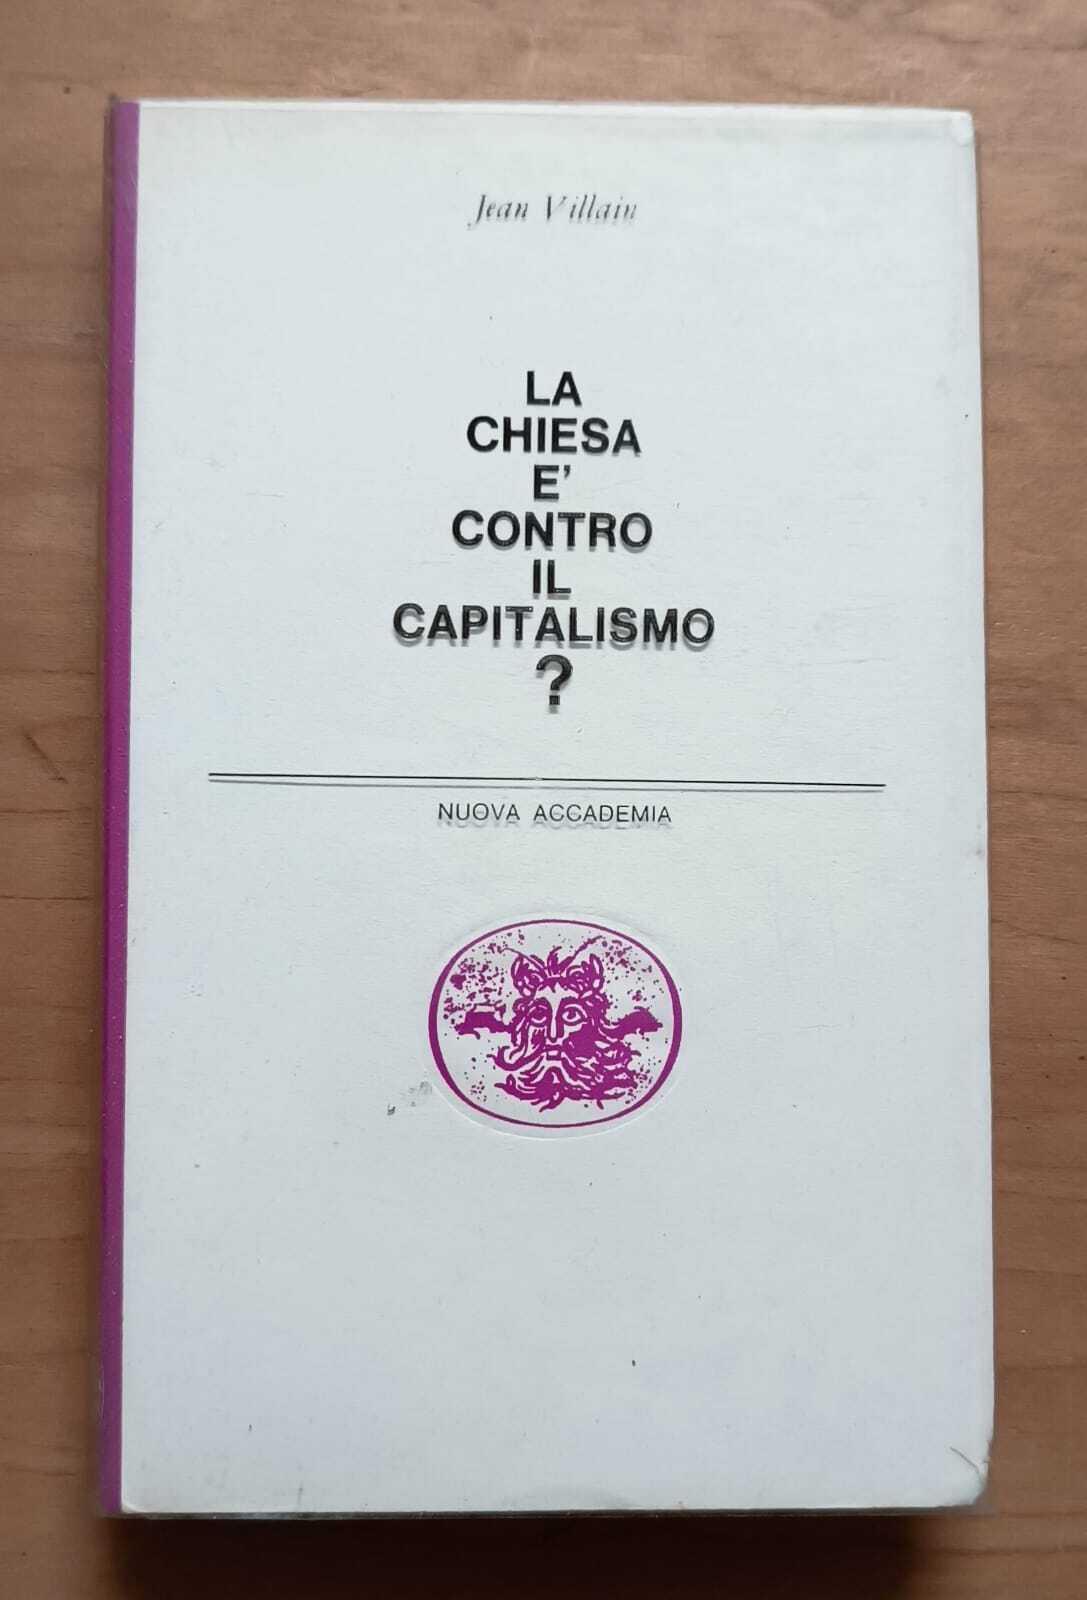 Jean Villain
LA
CHIESA
E'
CONTRO
IL
CAPITALISMO
?
NUOVA ACCADEMIA